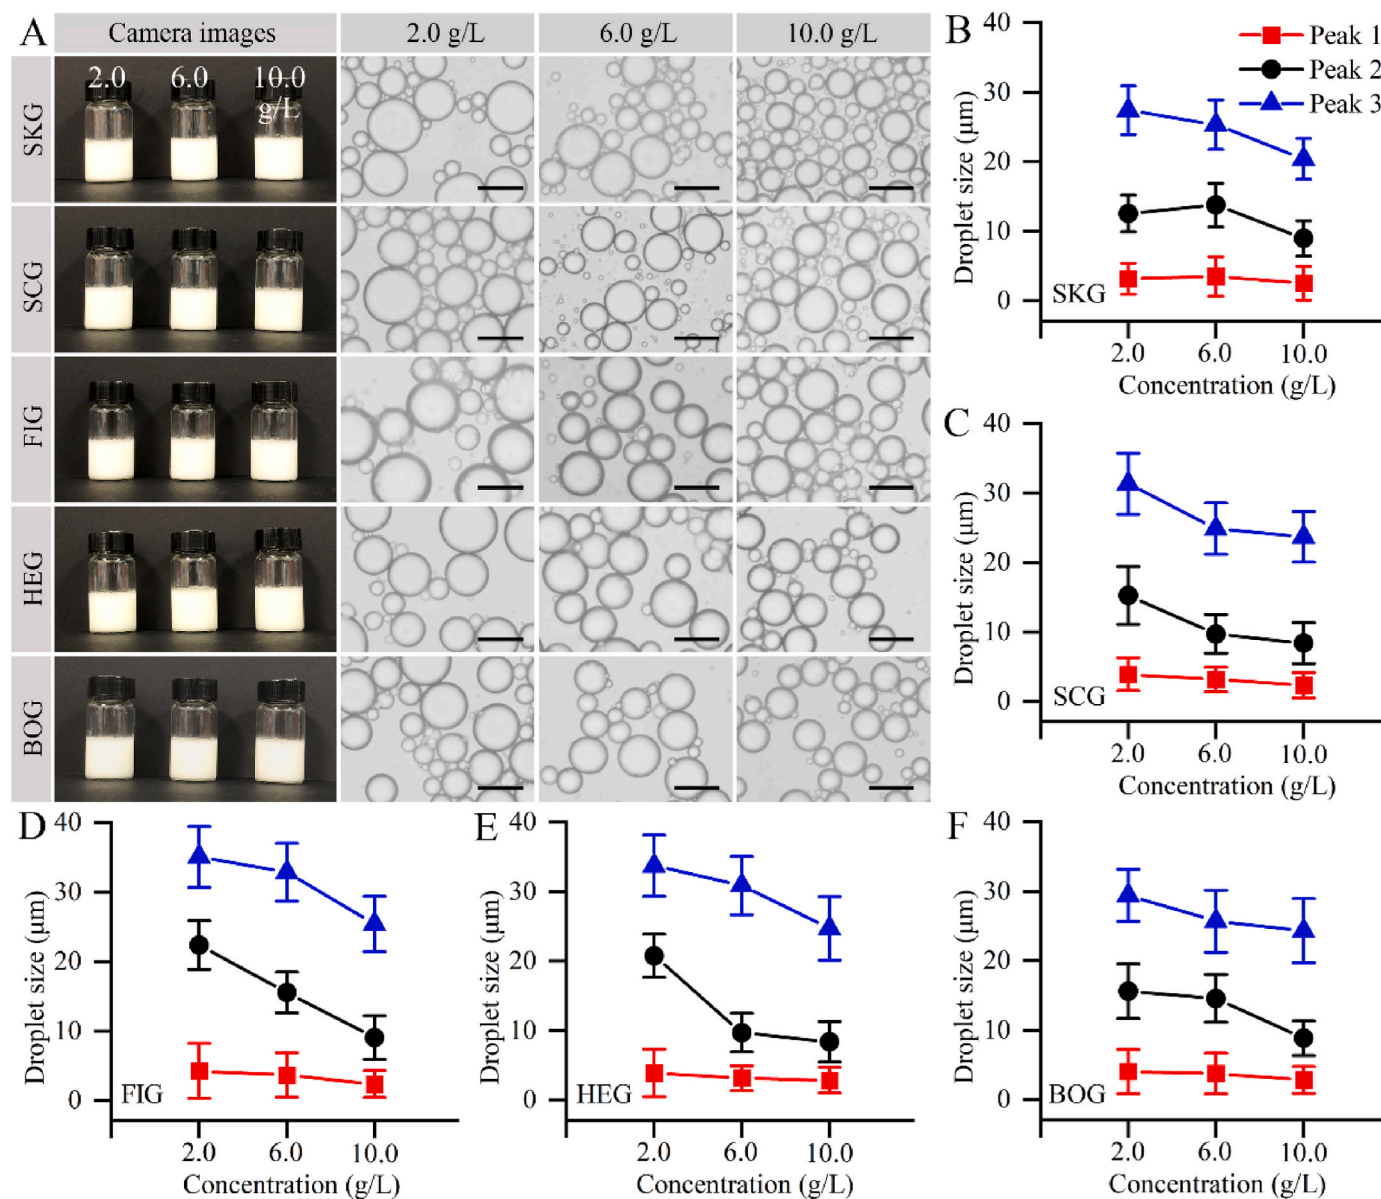 A
Camera images
2.0 g/L
6.0 g/L
10.0 g/L
SKG
2.0 6.0 10.0
g/L
SCG
FIG
HEG
BOG
B
Peak 1
Peak 2
Peak 3
Droplet size (μm)
40
30
20
10
0
SKG
2.0 6.0 10.0
Concentration (g/L)
C
Droplet size (μm)
40
30
20
10
0
SCG
2.0 6.0 10.0
Concentration (g/L)
D
Droplet size (μm)
40
30
20
10
0
FIG
2.0 6.0 10.0
Concentration (g/L)
E
Droplet size (μm)
40
30
20
10
0
HEG
2.0 6.0 10.0
Concentration (g/L)
F
Droplet size (μm)
40
30
20
10
0
BOG
2.0 6.0 10.0
Concentration (g/L)